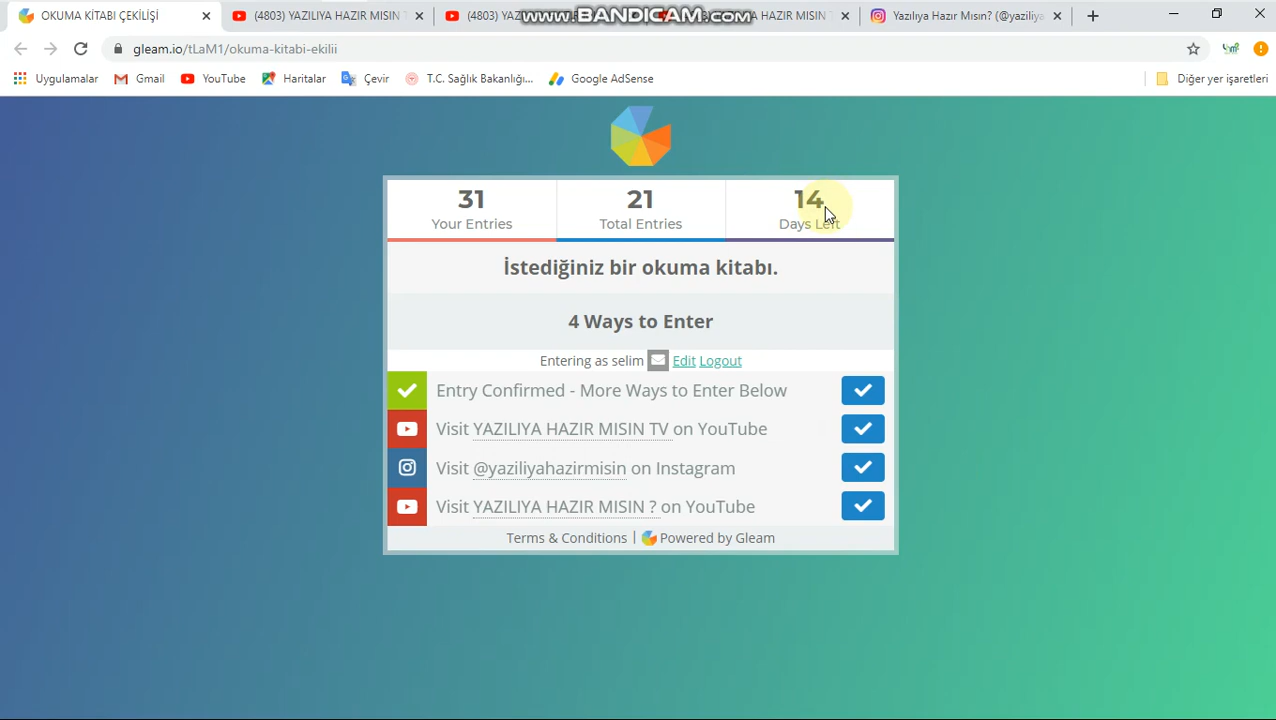 OKUMA KİTABI ÇEKİLİŞİ
(4803) YAZILIYA HAZIR MISIN
(4803) YAZ
WWW.BANDICAM.COM
HAZIR MISIN
Yazılıya Hazır Mısın? (@yaziliya
gleam.io/tLaM1/okuma-kitabi-ekilii
Uygulamalar
Gmail
YouTube
Haritalar
Çevir
T.C. Sağlık Bakanlığı...
Google AdSense
Diğer yer işaretleri
31
Your Entries
21
Total Entries
14
Days Left
İstediğiniz bir okuma kitabı.
4 Ways to Enter
Entering as selim Edit Logout
Entry Confirmed - More Ways to Enter Below
Visit YAZILIYA HAZIR MISIN TV on YouTube
Visit @yaziliyahazirmisin on Instagram
Visit YAZILIYA HAZIR MISIN ? on YouTube
Terms & Conditions | Powered by Gleam